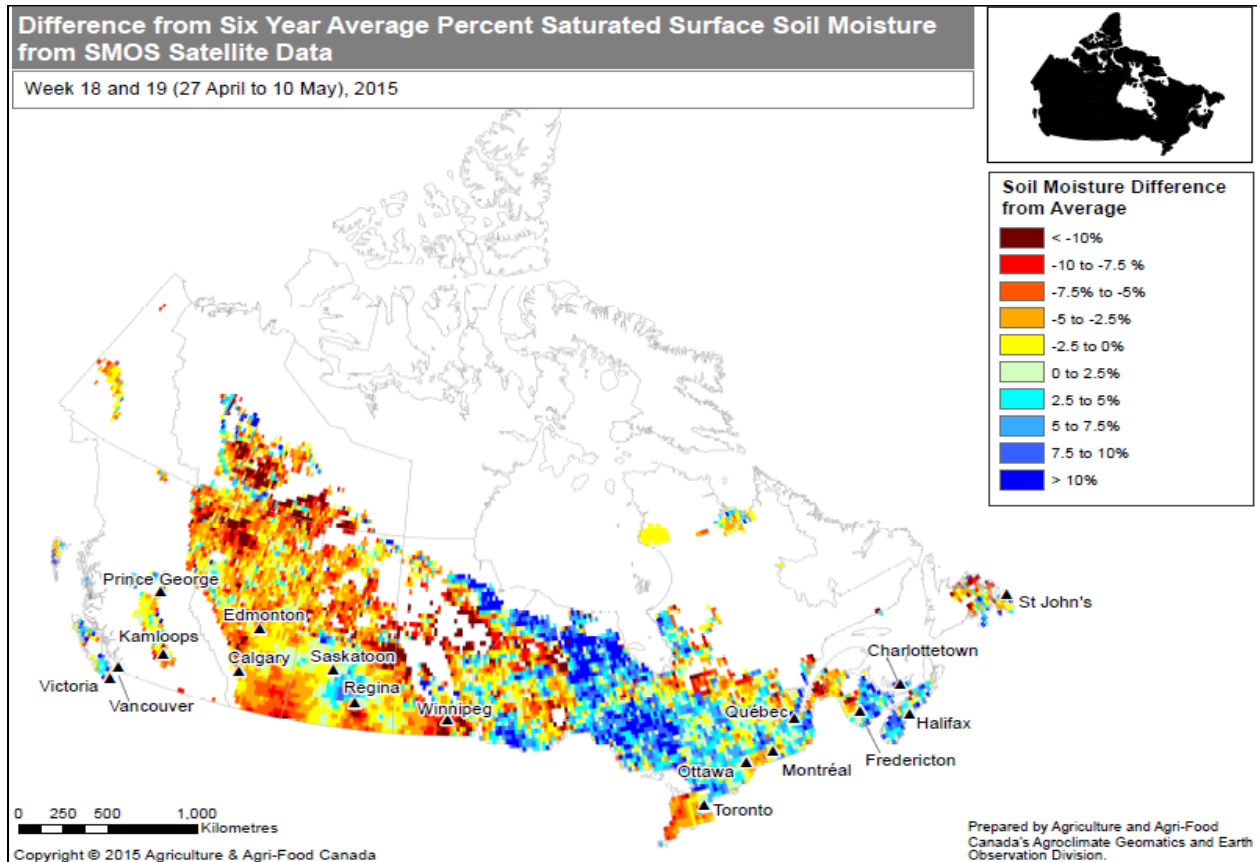 Difference from Six Year Average Percent Saturated Surface Soil Moisture
from SMOS Satellite Data
Week 18 and 19 (27 April to 10 May), 2015
Soil Moisture Difference
from Average
< -10%
-10 to -7.5 %
-7.5% to -5%
-5 to -2.5%
-2.5 to 0%
0 to 2.5%
2.5 to 5%
5 to 7.5%
7.5 to 10%
> 10%
Prince George
Edmonton
Kamloops
Calgary
Saskatoon
Victoria
Vancouver
Regina
Winnipeg
St John's
Charlottetown
Québec
Halifax
Fredericton
Ottawa
Montréal
Toronto
0 250 500 1,000
Kilometres
Copyright © 2015 Agriculture & Agri-Food Canada
Prepared by Agriculture and Agri-Food
Canada's Agroclimate Geomatics and Earth
Observation Division.